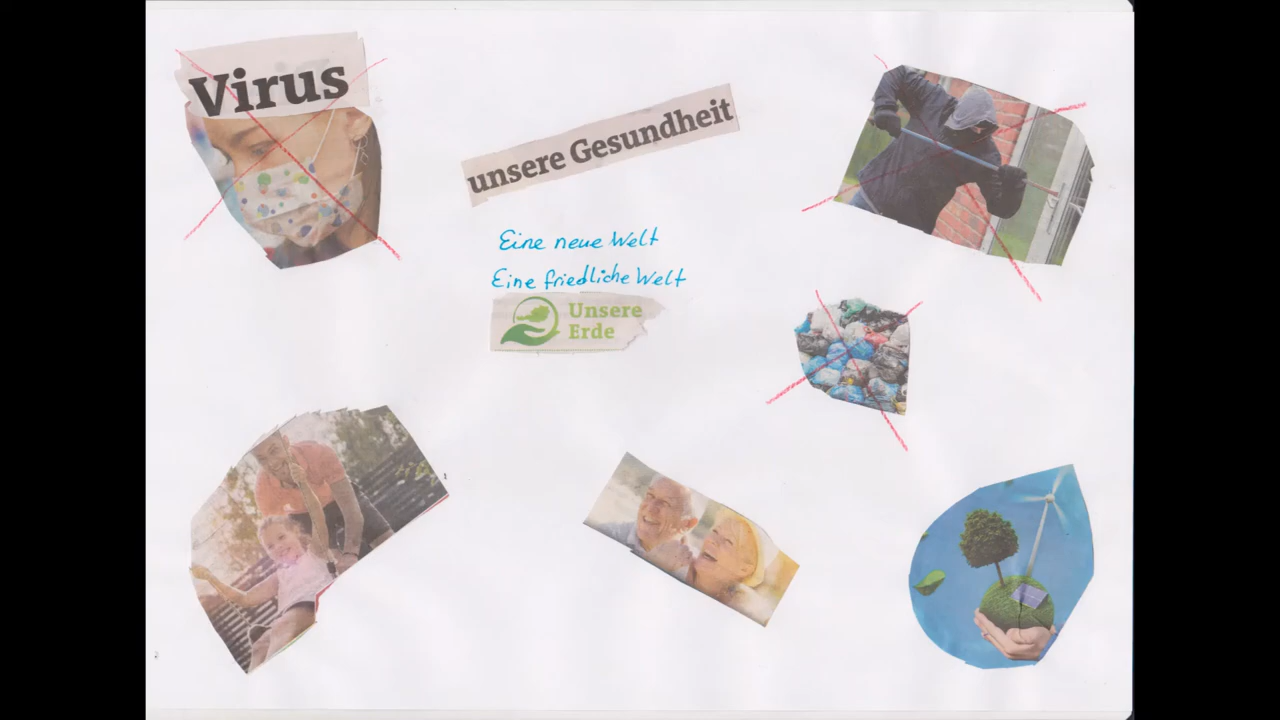 Virus
unsere Gesundheit
Eine neue Welt
Eine friedliche Welt
Unsere
Erde